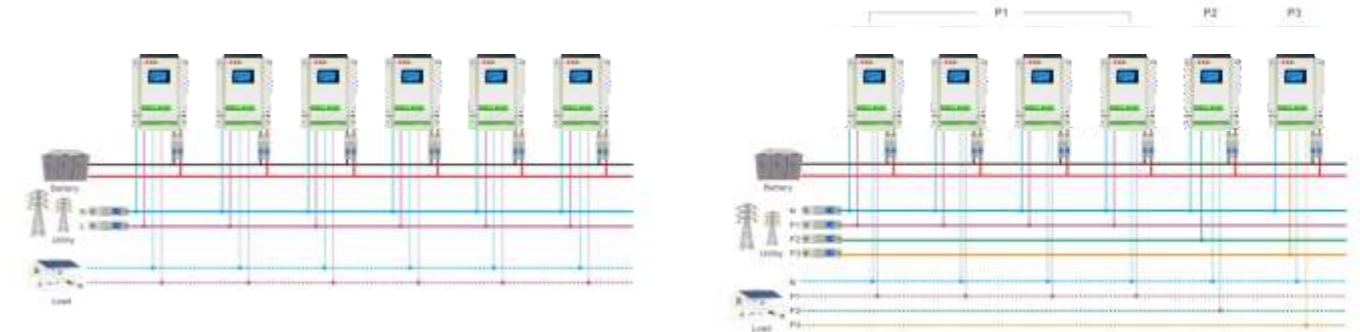 P1 P2 P3
Battery
N
L
Utility
Load
Battery
N
P1
P2
P3
Utility
N
P1
P2
P3
Load